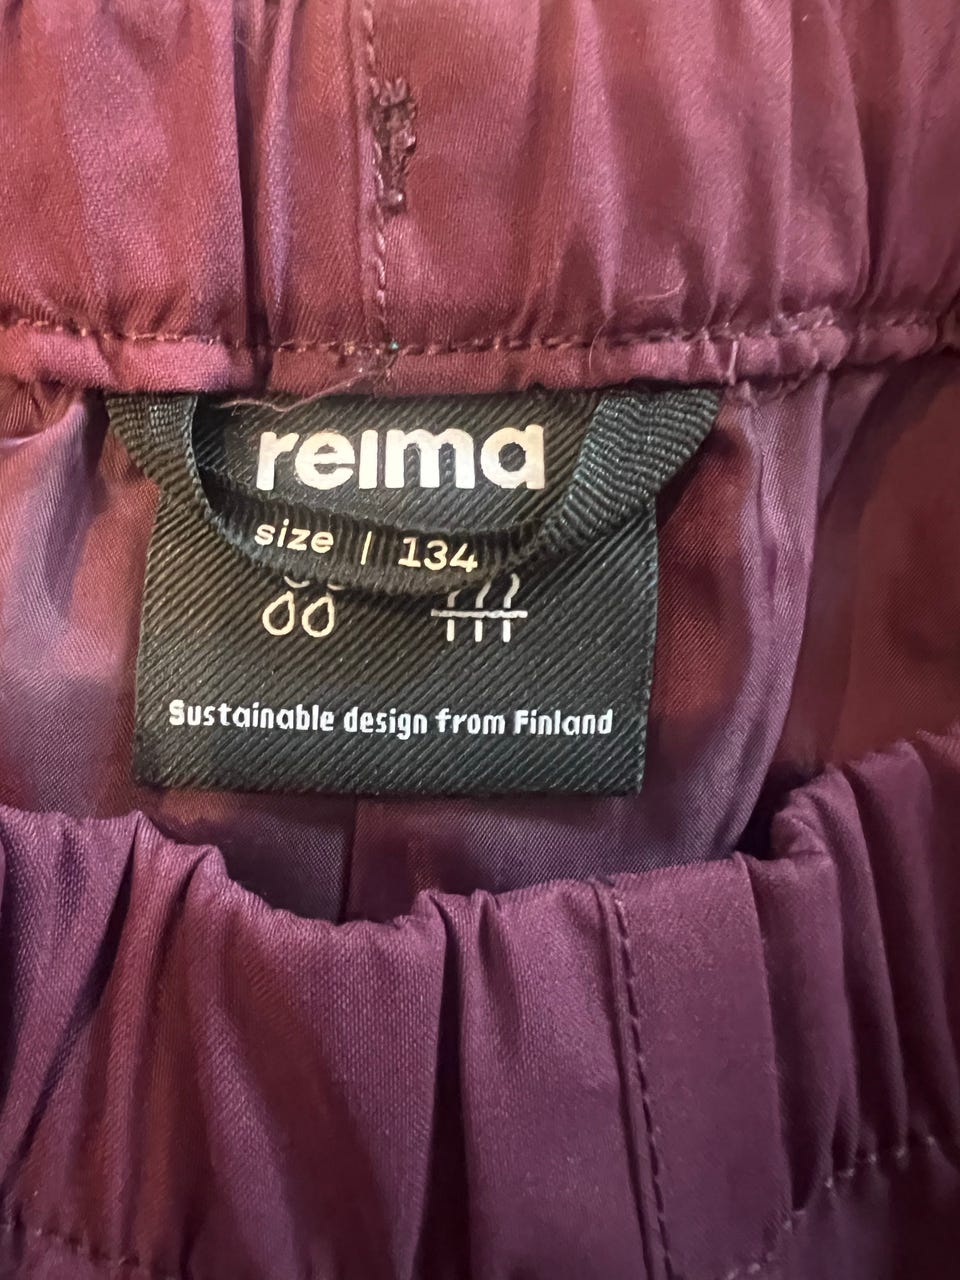 reima
size | 134
Sustainable design from Finland